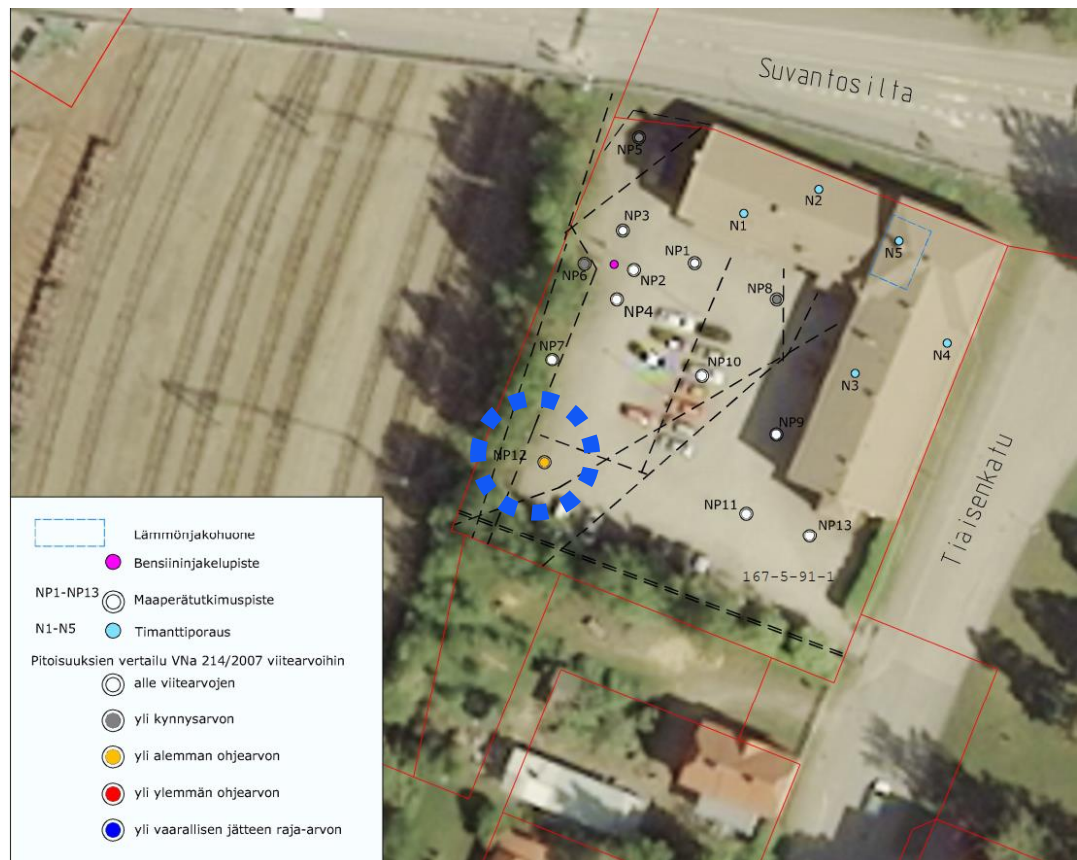 Suvantosilta
NP5
N2
N1
NP3
N5
NP1
NP6
NP2
NP8
NP4
N4
NP7
NP10
N3
NP9
NP12
Tiaisenkatu
NP11
NP13
167-5-91-1
Lämmönjakohuone
Bensiininjakelupiste
NP1-NP13 Maaperätutkimuspiste
N1-N5 Timanttiporaus
Pitoisuuksien vertailu VNa 214/2007 viitearvoihin
alle viitearvojen
yli kynnysarvon
yli alemman ohjearvon
yli ylemmän ohjearvon
yli vaarallisen jätteen raja-arvon